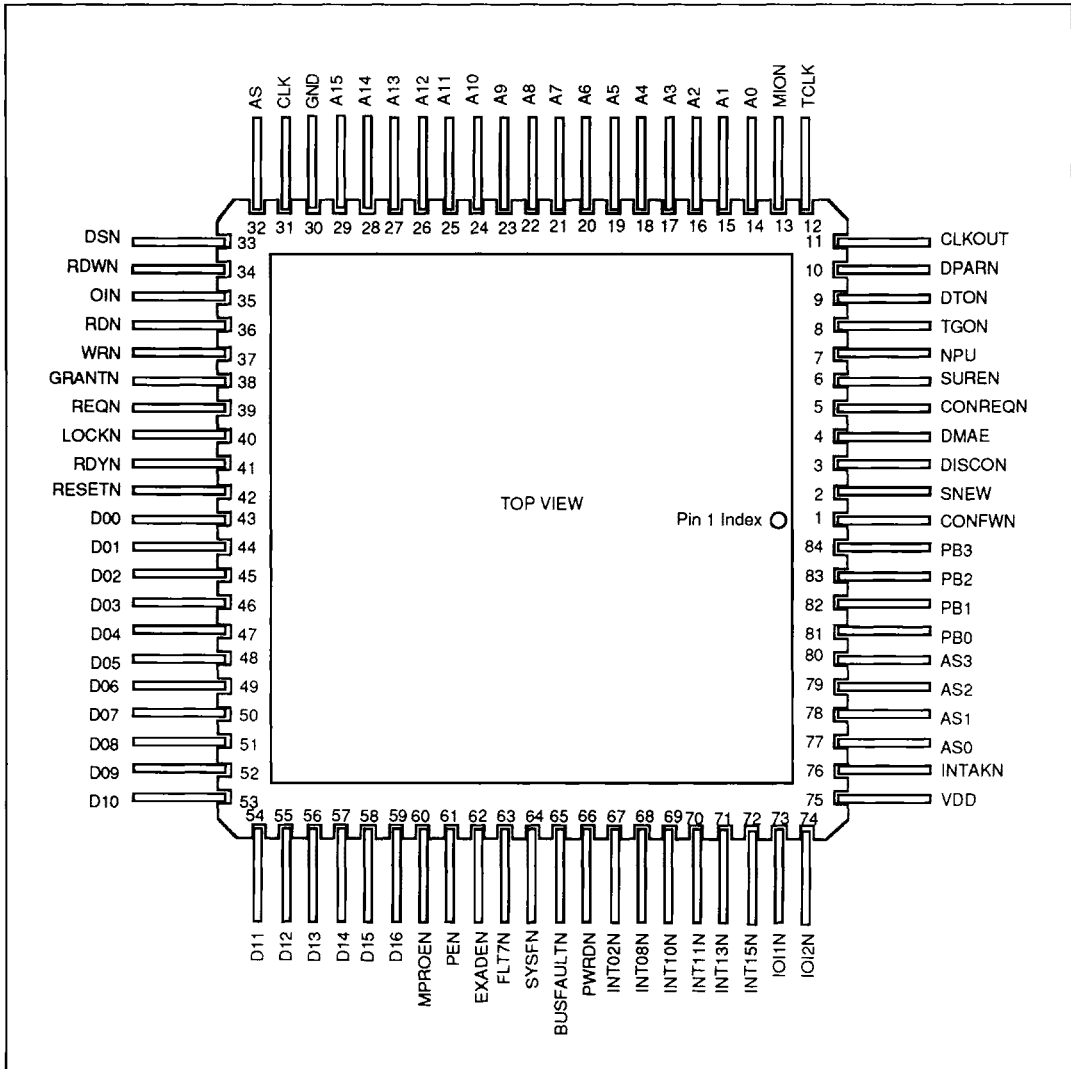 AS CLK GND A15 A14 A13 A12 A11 A10 A9 A8 A7 A6 A5 A4 A3 A2 A1 A0 MION TCLK
32 31 30 29 28 27 26 25 24 23 22 21 20 19 18 17 16 15 14 13 12
DSN 33 11 CLKOUT
RDWN 34 10 DPARN
OIN 35 9 DTON
RDN 36 8 TGON
WRN 37 7 NPU
GRANTN 38 6 SUREN
REQN 39 5 CONREQN
LOCKN 40 4 DMAE
RDYN 41 3 DISCON
RESETN 42 TOP VIEW 2 SNEW
D00 43 Pin 1 Index 1 CONFWN
D01 44 84 PB3
D02 45 83 PB2
D03 46 82 PB1
D04 47 81 PB0
D05 48 80 AS3
D06 49 79 AS2
D07 50 78 AS1
D08 51 77 AS0
D09 52 76 INTAKN
D10 53 75 VDD
54 55 56 57 58 59 60 61 62 63 64 65 66 67 68 69 70 71 72 73 74
D11 D12 D13 D14 D15 D16 MPROEN PEN EXADEN FLT7N SYSFN BUSFAULTN PWRDN INT02N INT08N INT10N INT11N INT13N INT15N IOI1N IOI2N